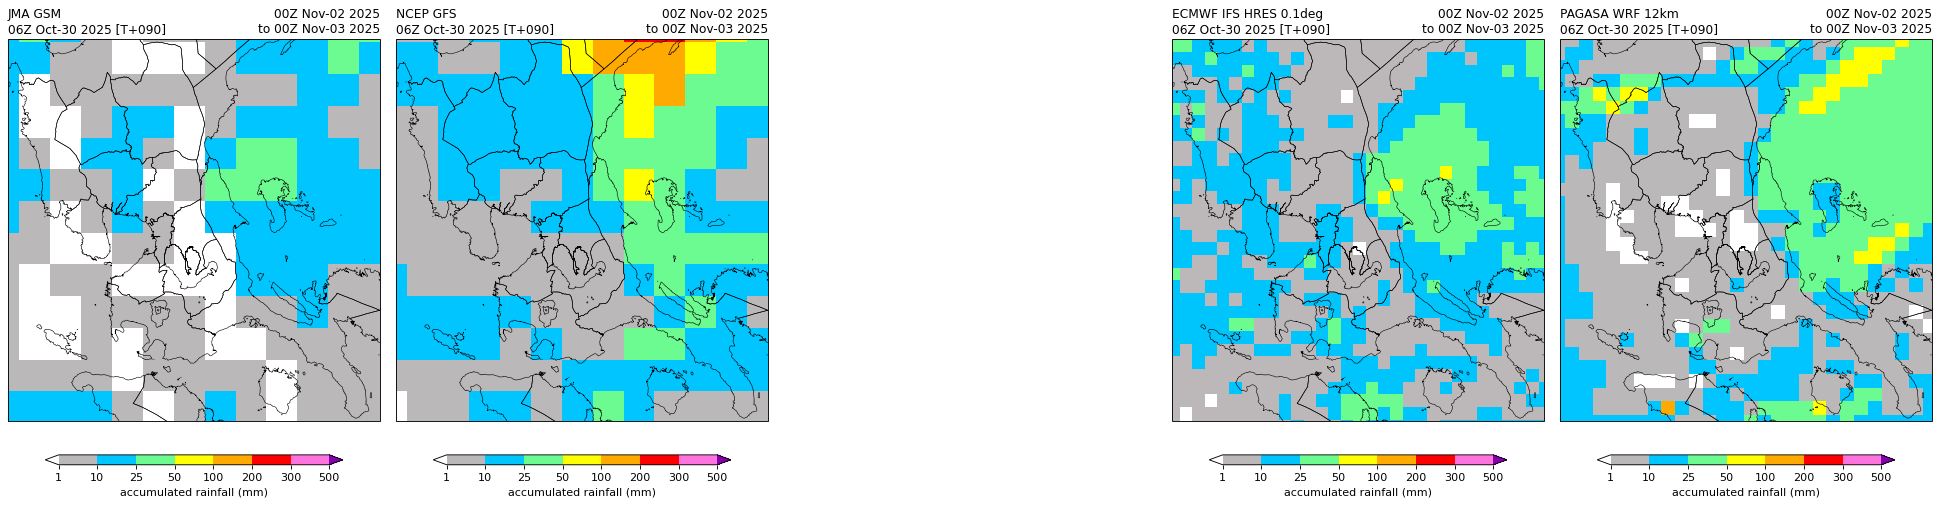 JMA GSM 00Z Nov-02 2025
06Z Oct-30 2025 [T+090] to 00Z Nov-03 2025
1 10 25 50 100 200 300 500
accumulated rainfall (mm)
NCEP GFS 00Z Nov-02 2025
06Z Oct-30 2025 [T+090] to 00Z Nov-03 2025
1 10 25 50 100 200 300 500
accumulated rainfall (mm)
ECMWF IFS HRES 0.1deg 00Z Nov-02 2025
06Z Oct-30 2025 [T+090] to 00Z Nov-03 2025
1 10 25 50 100 200 300 500
accumulated rainfall (mm)
PAGASA WRF 12km 00Z Nov-02 2025
06Z Oct-30 2025 [T+090] to 00Z Nov-03 2025
1 10 25 50 100 200 300 500
accumulated rainfall (mm)